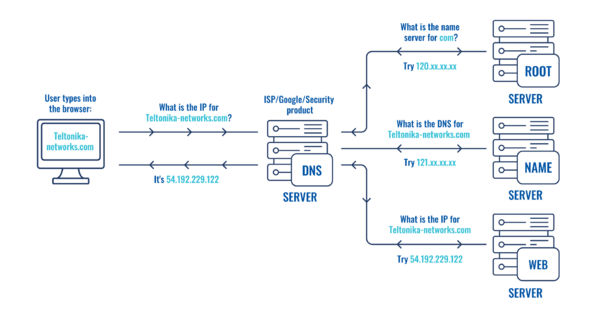 User types into
the browser:
Teltonika-
networks.com
What is the IP for
Teltonika-networks.com?
It's 54.192.229.122
ISP/Google/Security
product
DNS
SERVER
What is the name
server for com?
Try 120.xx.xx.xx
ROOT
SERVER
What is the DNS for
Teltonika-networks.com
Try 121.xx.xx.xx
NAME
SERVER
What is the IP for
Teltonika-networks.com
Try 54.192.229.122
WEB
SERVER